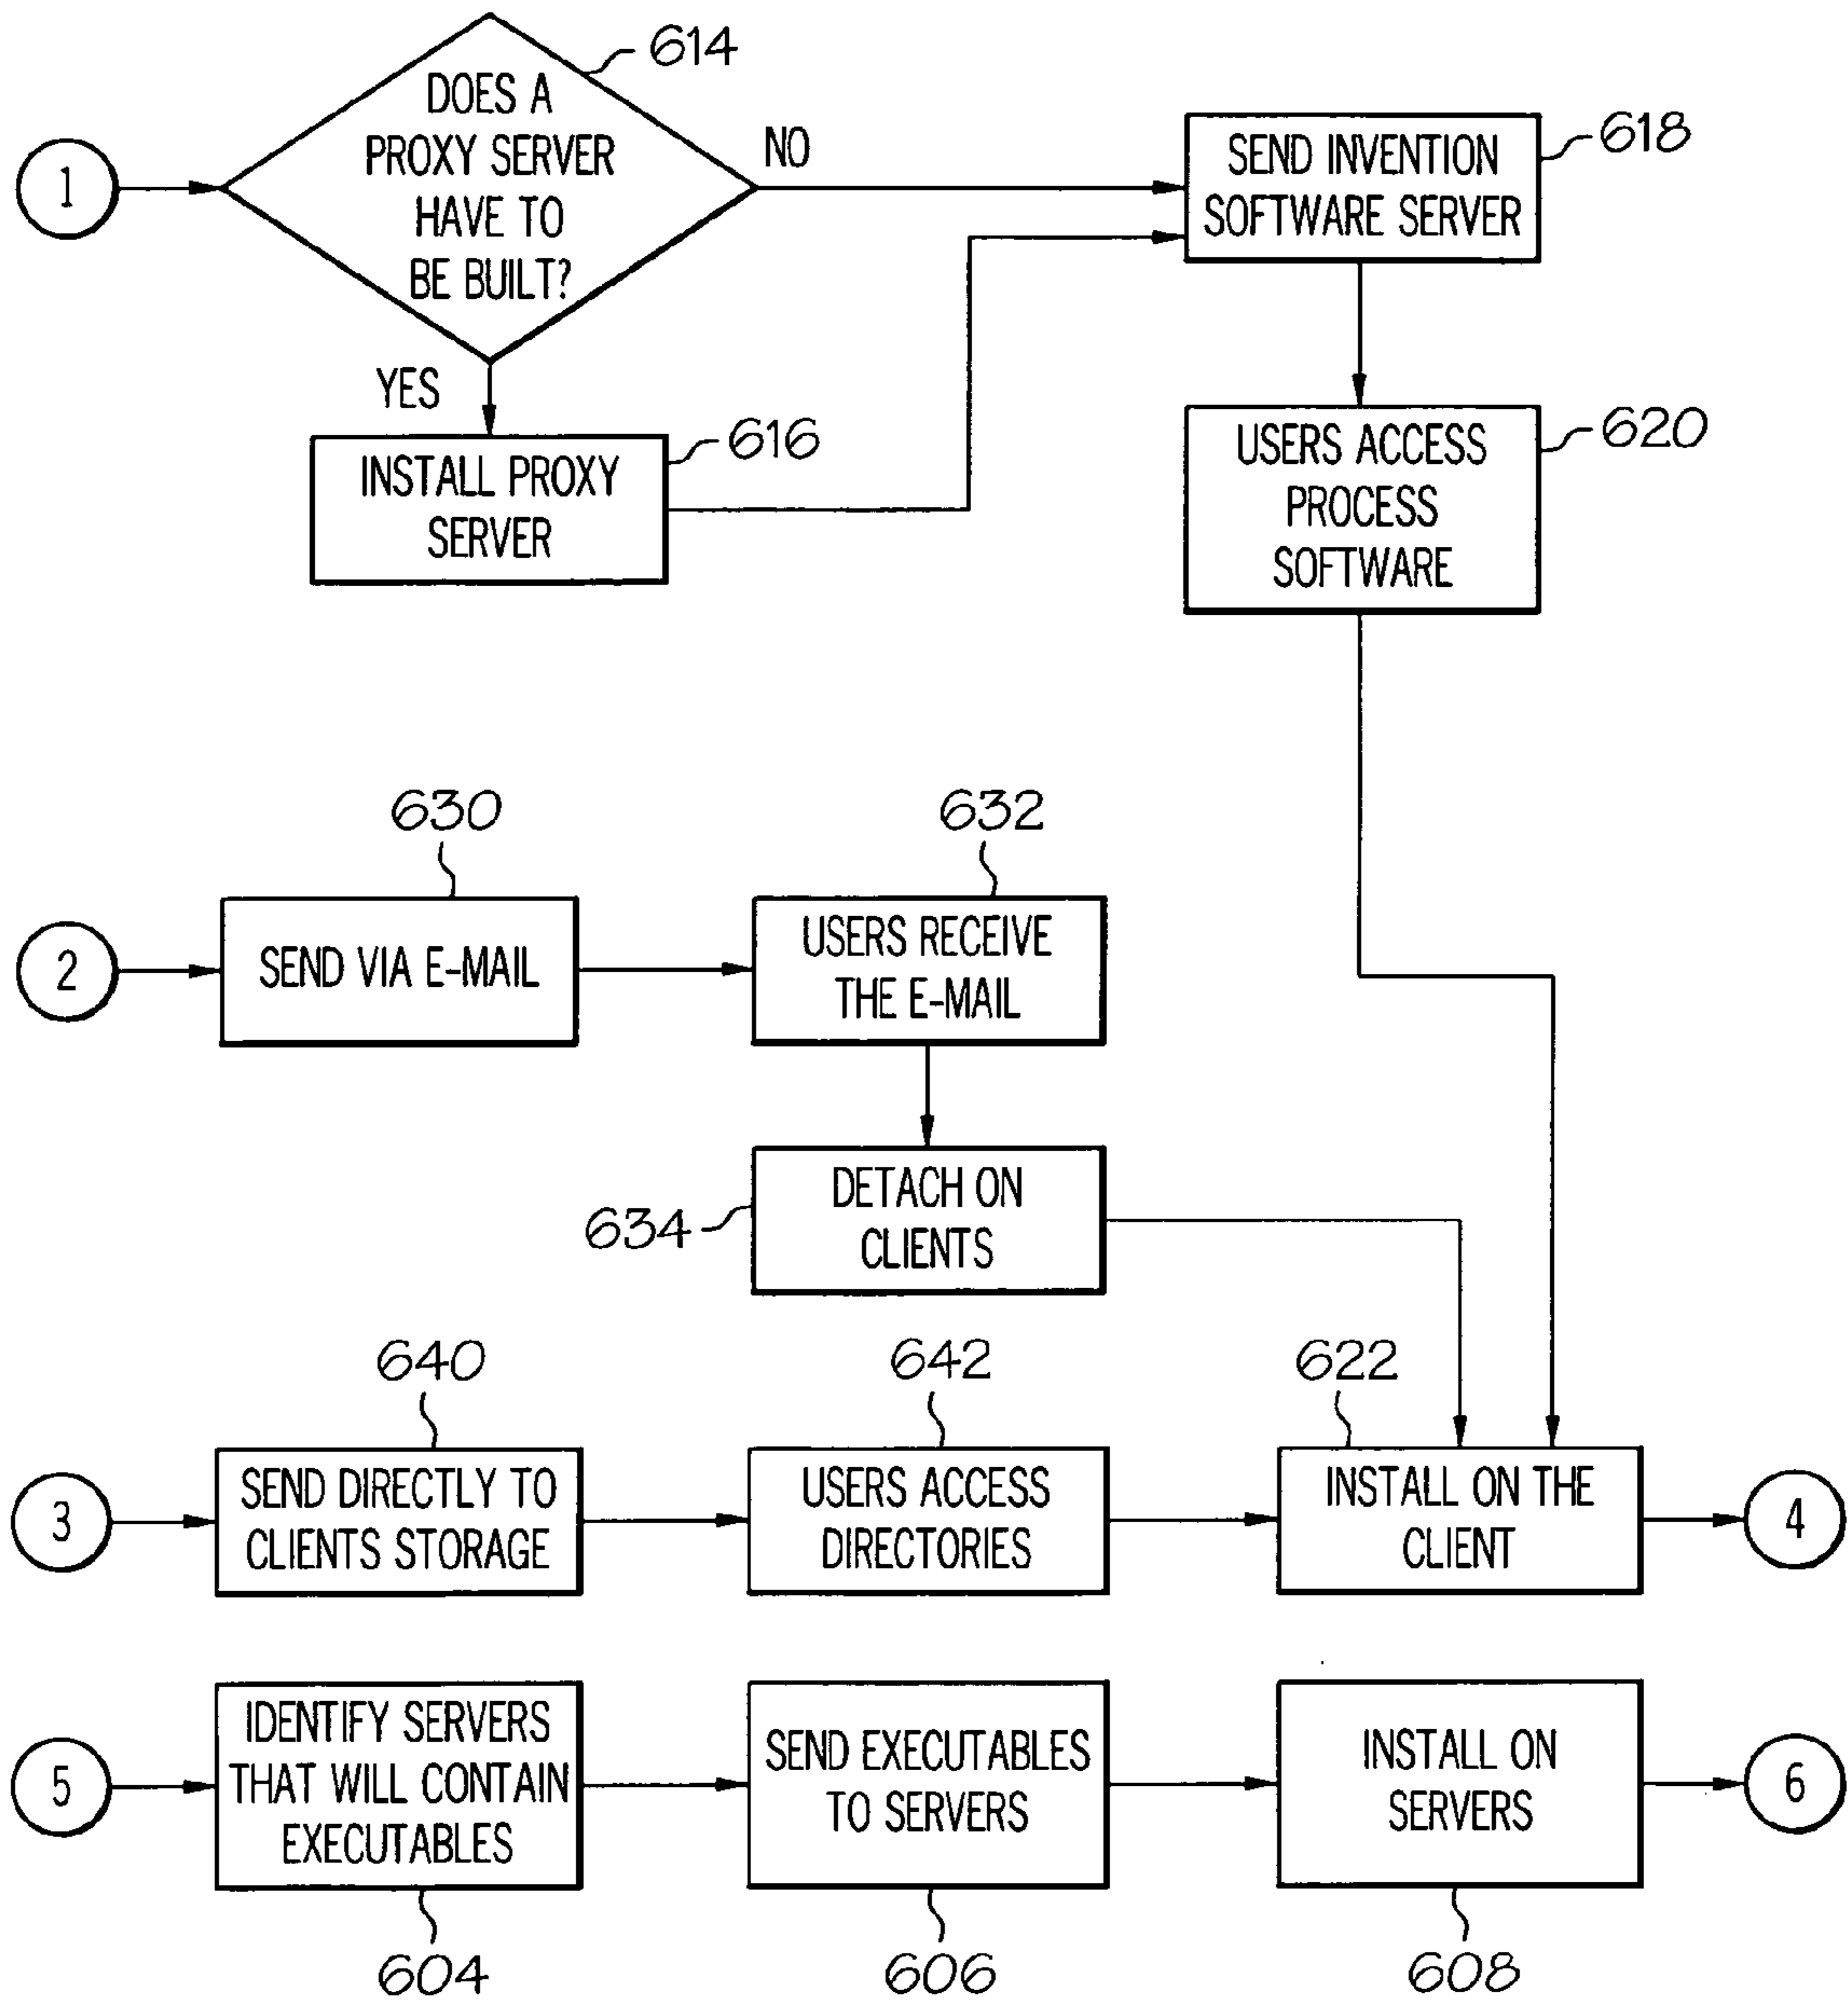 614
DOES A
PROXY SERVER
HAVE TO
BE BUILT?
1
NO
SEND INVENTION
SOFTWARE SERVER
618
YES
INSTALL PROXY
SERVER
616
USERS ACCESS
PROCESS
SOFTWARE
620
630
632
2
SEND VIA E-MAIL
USERS RECEIVE
THE E-MAIL
DETACH ON
CLIENTS
634
640
642
622
3
SEND DIRECTLY TO
CLIENTS STORAGE
USERS ACCESS
DIRECTORIES
INSTALL ON THE
CLIENT
4
5
IDENTIFY SERVERS
THAT WILL CONTAIN
EXECUTABLES
SEND EXECUTABLES
TO SERVERS
INSTALL ON
SERVERS
6
604
606
608